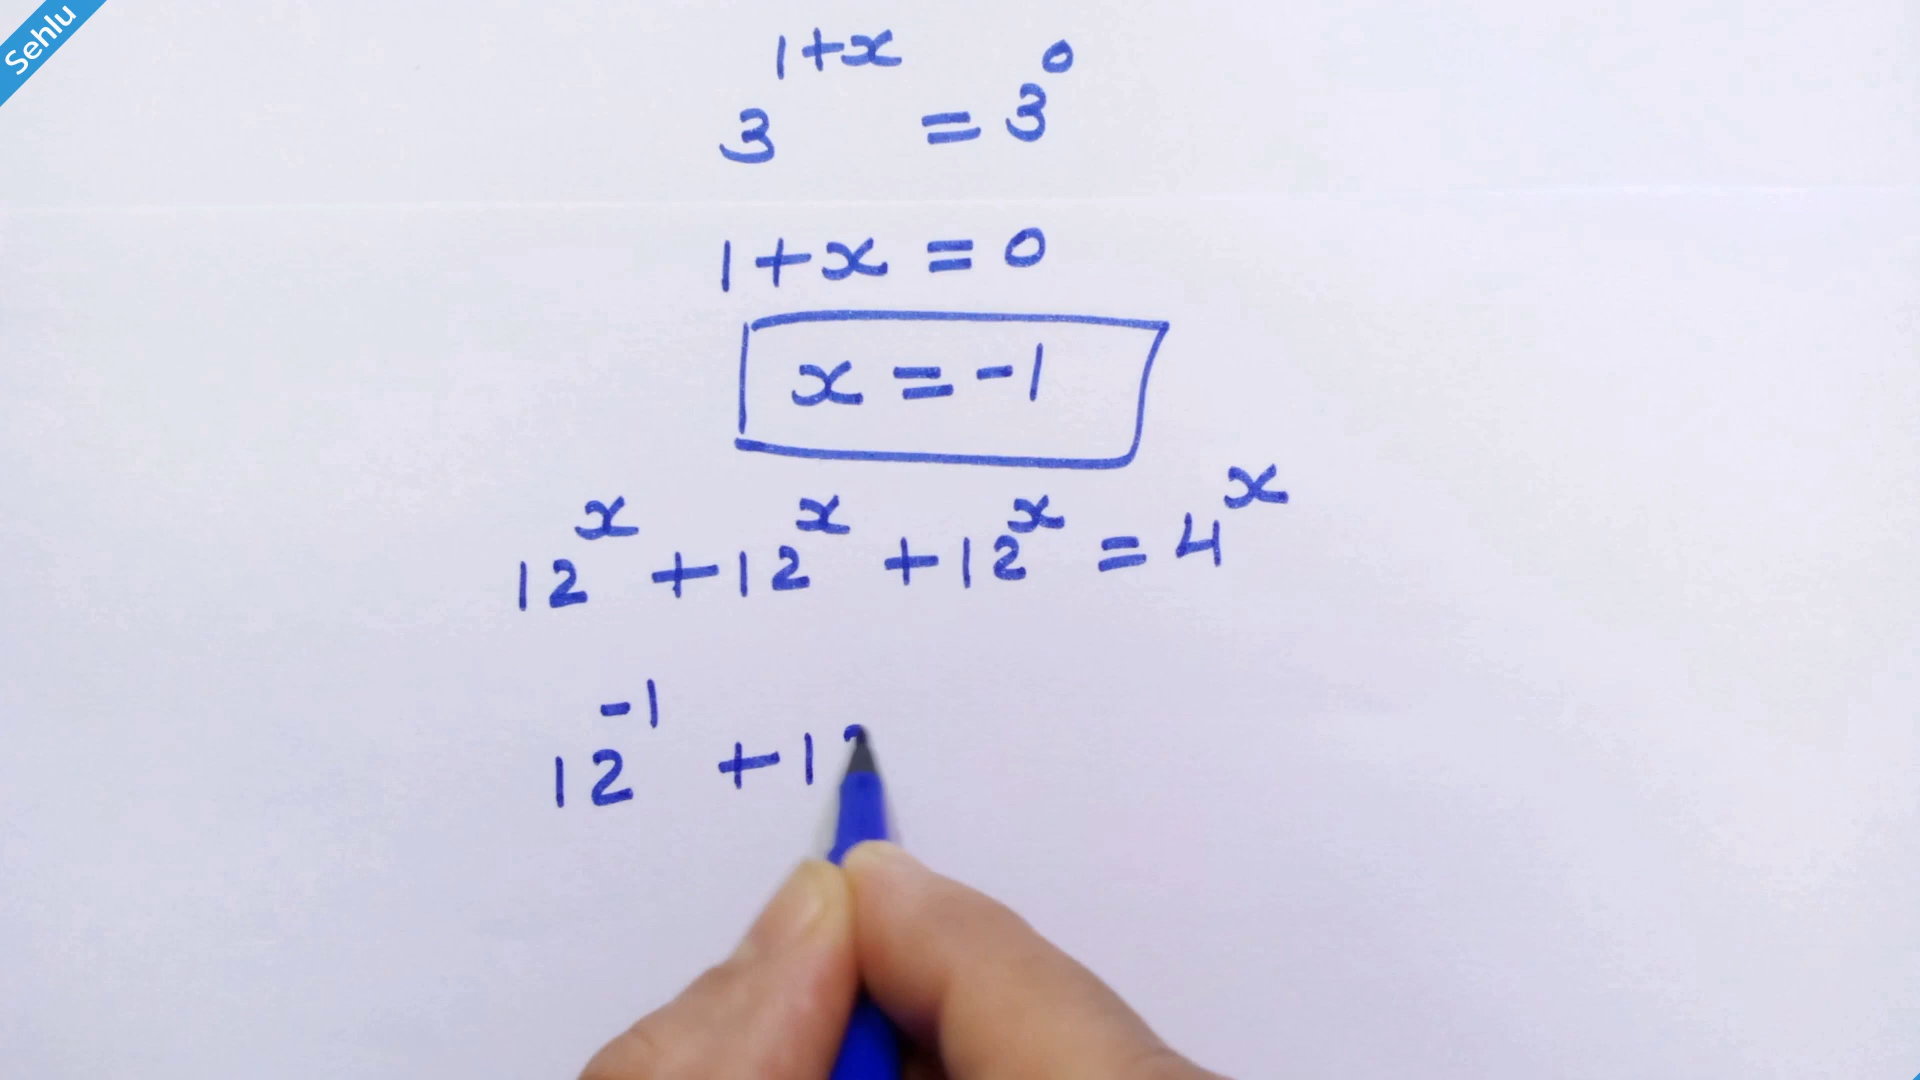 Sehlu
3^{1+x} = 3^0
1+x = 0
x = -1
12^x + 12^x + 12^x = 4^x
12^{-1} + 1